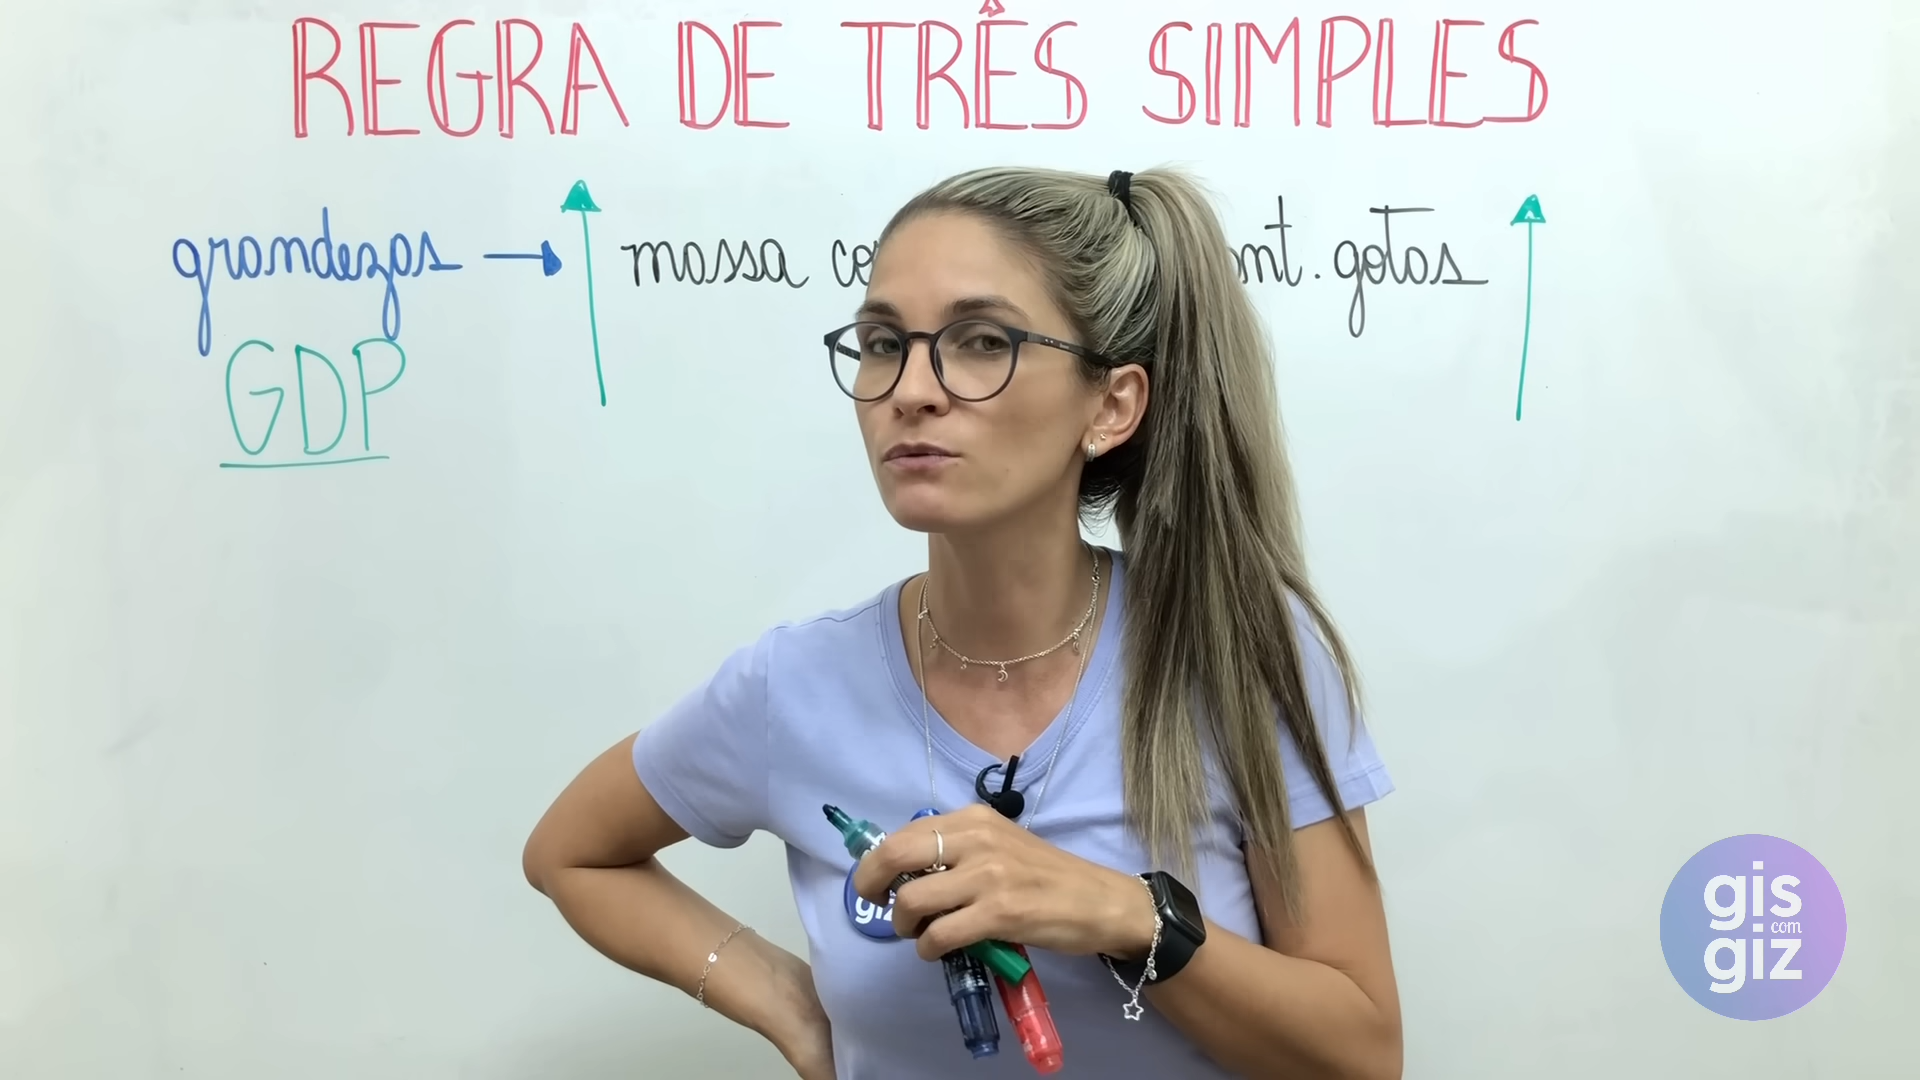 REGRA DE TRÊS SIMPLES
grandezas → massa gotas
GDP
gis
com
giz